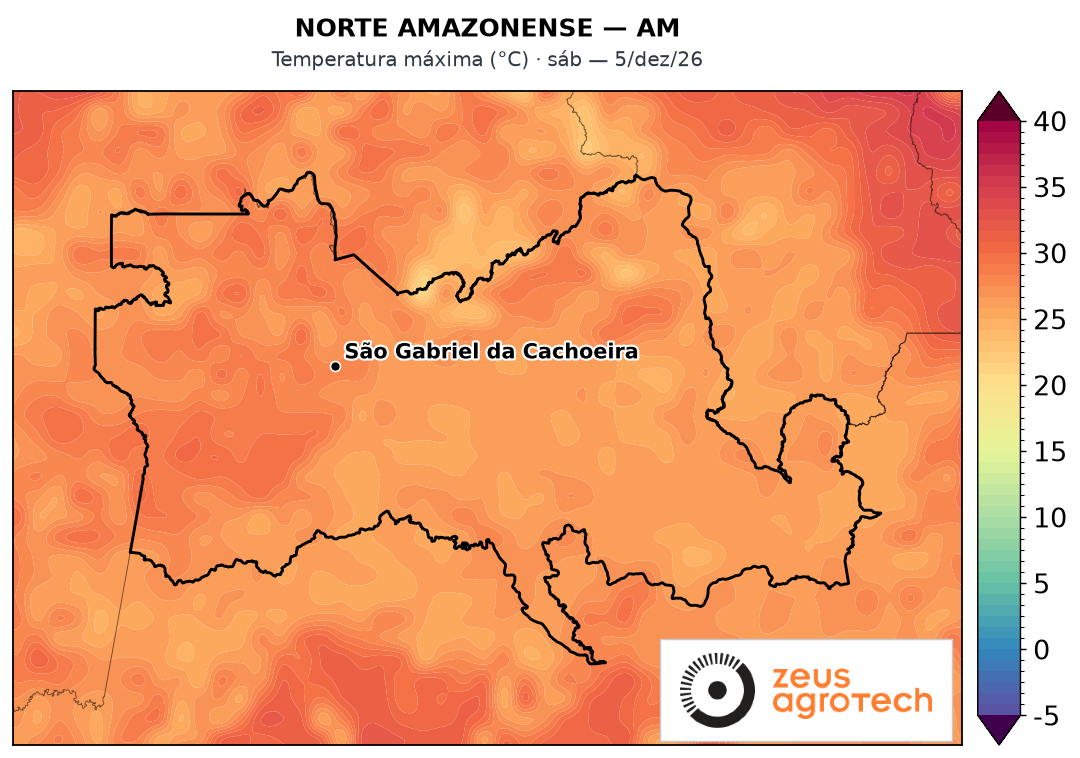 NORTE AMAZONENSE — AM
Temperatura máxima (°C) · sáb — 5/dez/26
São Gabriel da Cachoeira
40
35
30
25
20
15
10
5
0
-5
zeus
agrotech